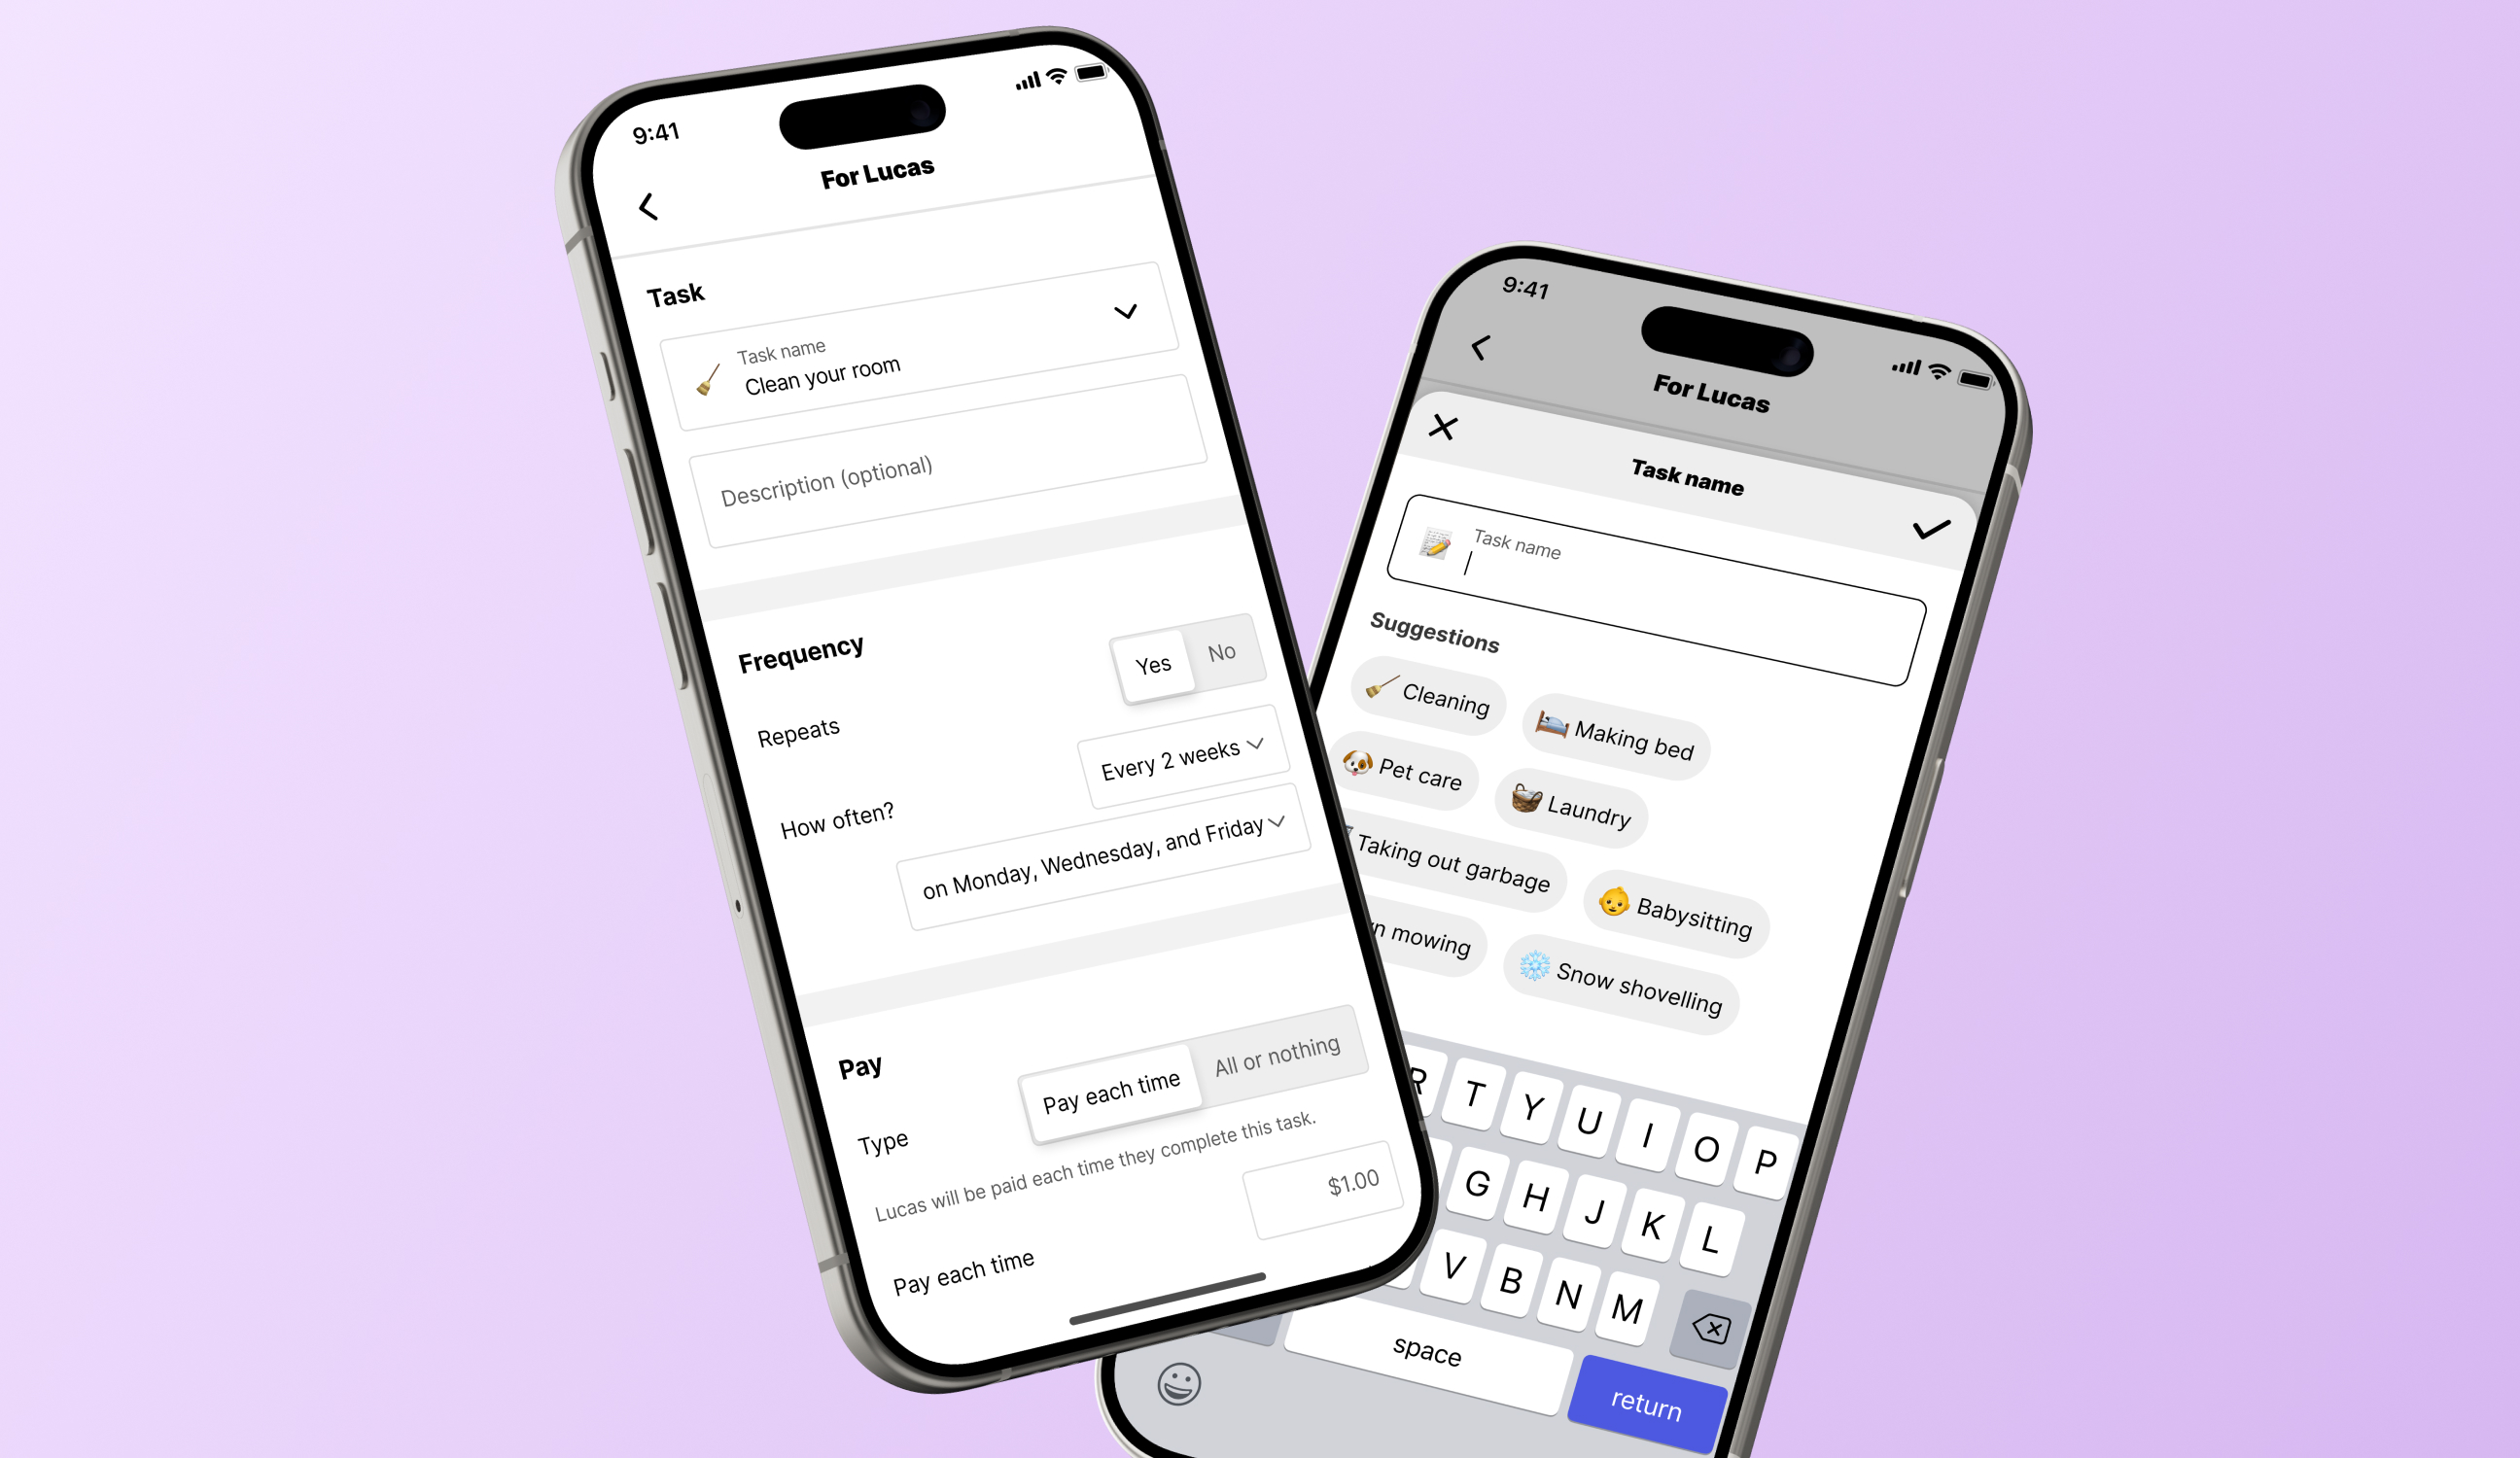 9:41
For Lucas
Task
Task name
Clean your room
Description (optional)
Frequency
Repeats
Yes
No
How often?
Every 2 weeks
on Monday, Wednesday, and Friday
Pay
Type
Pay each time
All or nothing
Lucas will be paid each time they complete this task.
Pay each time
$1.00
9:41
For Lucas
Task name
Task name
Suggestions
Cleaning
Making bed
Pet care
Laundry
Taking out garbage
Babysitting
mowing
Snow shovelling
R T Y U I O P
G H J K L
V B N M
space
return